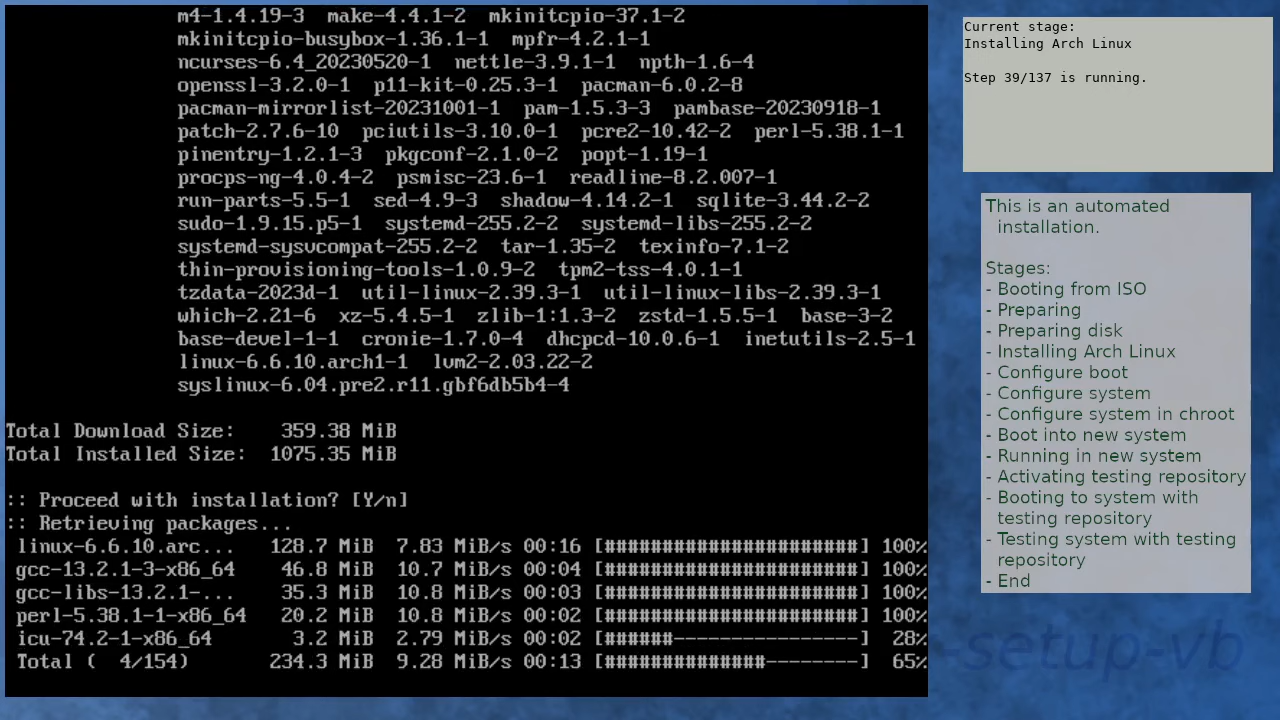 m4-1.4.19-3  make-4.4.1-2  mkinitcpio-37.1-2
mkinitcpio-busybox-1.36.1-1  mpfr-4.2.1-1
ncurses-6.4_20230520-1  nettle-3.9.1-1  npth-1.6-4
openssl-3.2.0-1  p11-kit-0.25.3-1  pacman-6.0.2-8
pacman-mirrorlist-20231001-1  pam-1.5.3-3  pambase-20230918-1
patch-2.7.6-10  pciutils-3.10.0-1  pcre2-10.42-2  perl-5.38.1-1
pinentry-1.2.1-3  pkgconf-2.1.0-2  popt-1.19-1
procps-ng-4.0.4-2  psmisc-23.6-1  readline-8.2.007-1
run-parts-5.5-1  sed-4.9-3  shadow-4.14.2-1  sqlite-3.44.2-2
sudo-1.9.15.p5-1  systemd-255.2-2  systemd-libs-255.2-2
systemd-sysvcompat-255.2-2  tar-1.35-2  texinfo-7.1-2
thin-provisioning-tools-1.0.9-2  tpm2-tss-4.0.1-1
tzdata-2023d-1  util-linux-2.39.3-1  util-linux-libs-2.39.3-1
which-2.21-6  xz-5.4.5-1  zlib-1:1.3-2  zstd-1.5.5-1  base-3-2
base-devel-1-1  cronie-1.7.0-4  dhcpcd-10.0.6-1  inetutils-2.5-1
linux-6.6.10.arch1-1  lvm2-2.03.22-2
syslinux-6.04.pre2.r11.gbf6db5b4-4
Total Download Size:    359.38 MiB
Total Installed Size:  1075.35 MiB
:: Proceed with installation? [Y/n]
:: Retrieving packages...
linux-6.6.10.arc...   128.7 MiB  7.83 MiB/s 00:16 [######################] 100%
gcc-13.2.1-3-x86_64    46.8 MiB  10.7 MiB/s 00:04 [######################] 100%
gcc-libs-13.2.1-...    35.3 MiB  10.8 MiB/s 00:03 [######################] 100%
perl-5.38.1-1-x86_64   20.2 MiB  10.8 MiB/s 00:02 [######################] 100%
icu-74.2-1-x86_64       3.2 MiB  2.79 MiB/s 00:02 [######----------------]  28%
Total (  4/154)       234.3 MiB  9.28 MiB/s 00:13 [##############--------]  65%
Current stage:
Installing Arch Linux
Step 39/137 is running.
This is an automated
installation.
Stages:
- Booting from ISO
- Preparing
- Preparing disk
- Installing Arch Linux
- Configure boot
- Configure system
- Configure system in chroot
- Boot into new system
- Running in new system
- Activating testing repository
- Booting to system with
testing repository
- Testing system with testing
repository
- End
-setup-vb